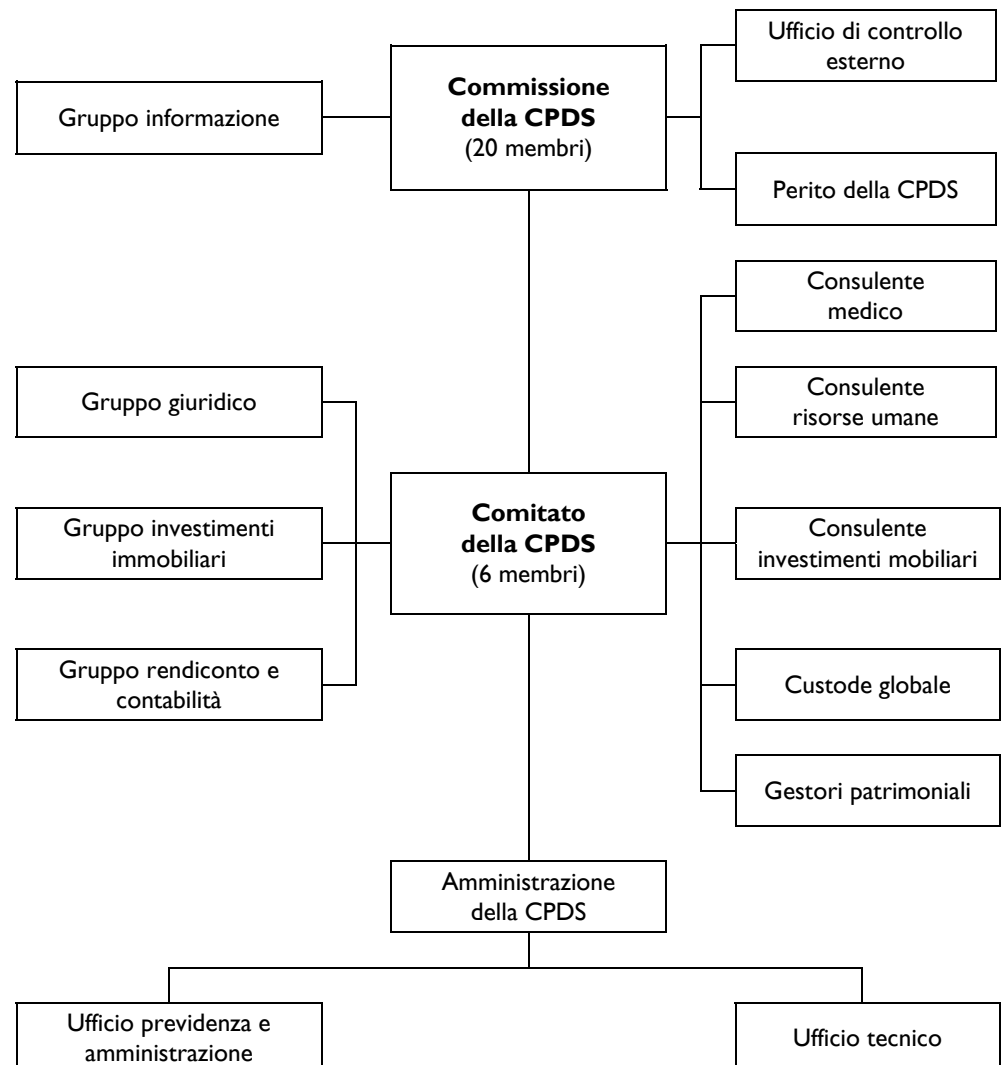 Ufficio di controllo
esterno
Commissione
della CPDS
(20 membri)
Gruppo informazione
Perito della CPDS
Consulente
medico
Gruppo giuridico
Consulente
risorse umane
Comitato
della CPDS
(6 membri)
Gruppo investimenti
immobiliari
Consulente
investimenti mobiliari
Gruppo rendiconto e
contabilità
Custode globale
Gestori patrimoniali
Amministrazione
della CPDS
Ufficio previdenza e
amministrazione
Ufficio tecnico